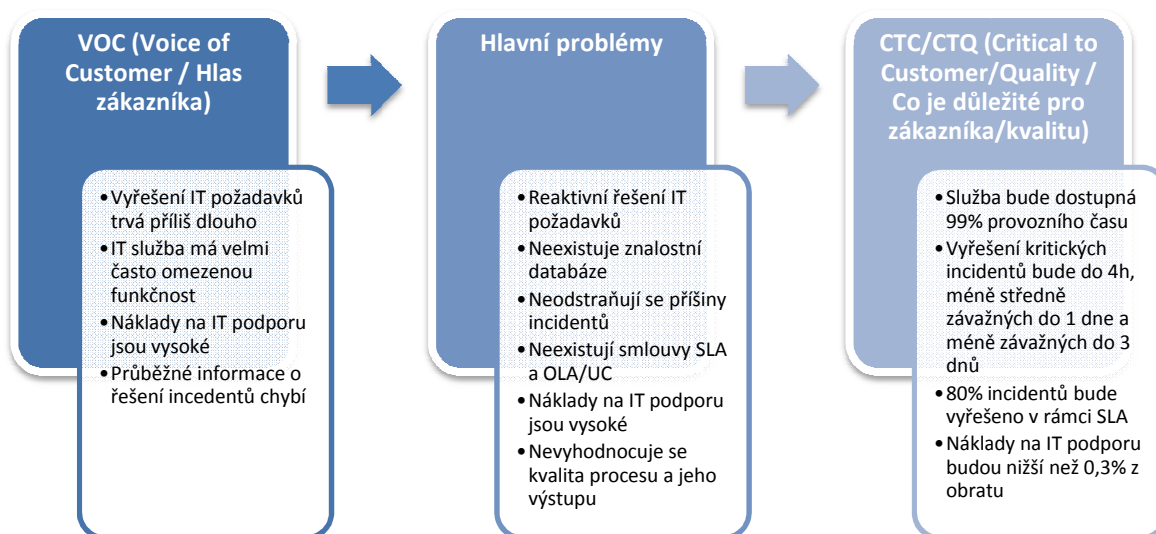 VOC (Voice of
Customer / Hlas
zákazníka)
• Vyřešení IT požadavků
trvá příliš dlouho
• IT služba má velmi
často omezenou
funkčnost
• Náklady na IT podporu
jsou vysoké
• Průběžné informace o
řešení incedentů chybí
Hlavní problémy
• Reaktivní řešení IT
požadavků
• Neexistuje znalostní
databáze
• Neodstraňují se příšiny
incidentů
• Neexistují smlouvy SLA
a OLA/UC
• Náklady na IT podporu
jsou vysoké
• Nevyhodnocuje se
kvalita procesu a jeho
výstupu
CTC/CTQ (Critical to
Customer/Quality /
Co je důležité pro
zákazníka/kvalitu)
• Služba bude dostupná
99% provozního času
• Vyřešení kritických
incidentů bude do 4h,
méně středně
závažných do 1 dne a
méně závažných do 3
dnů
• 80% incidentů bude
vyřešeno v rámci SLA
• Náklady na IT podporu
budou nižší než 0,3% z
obratu